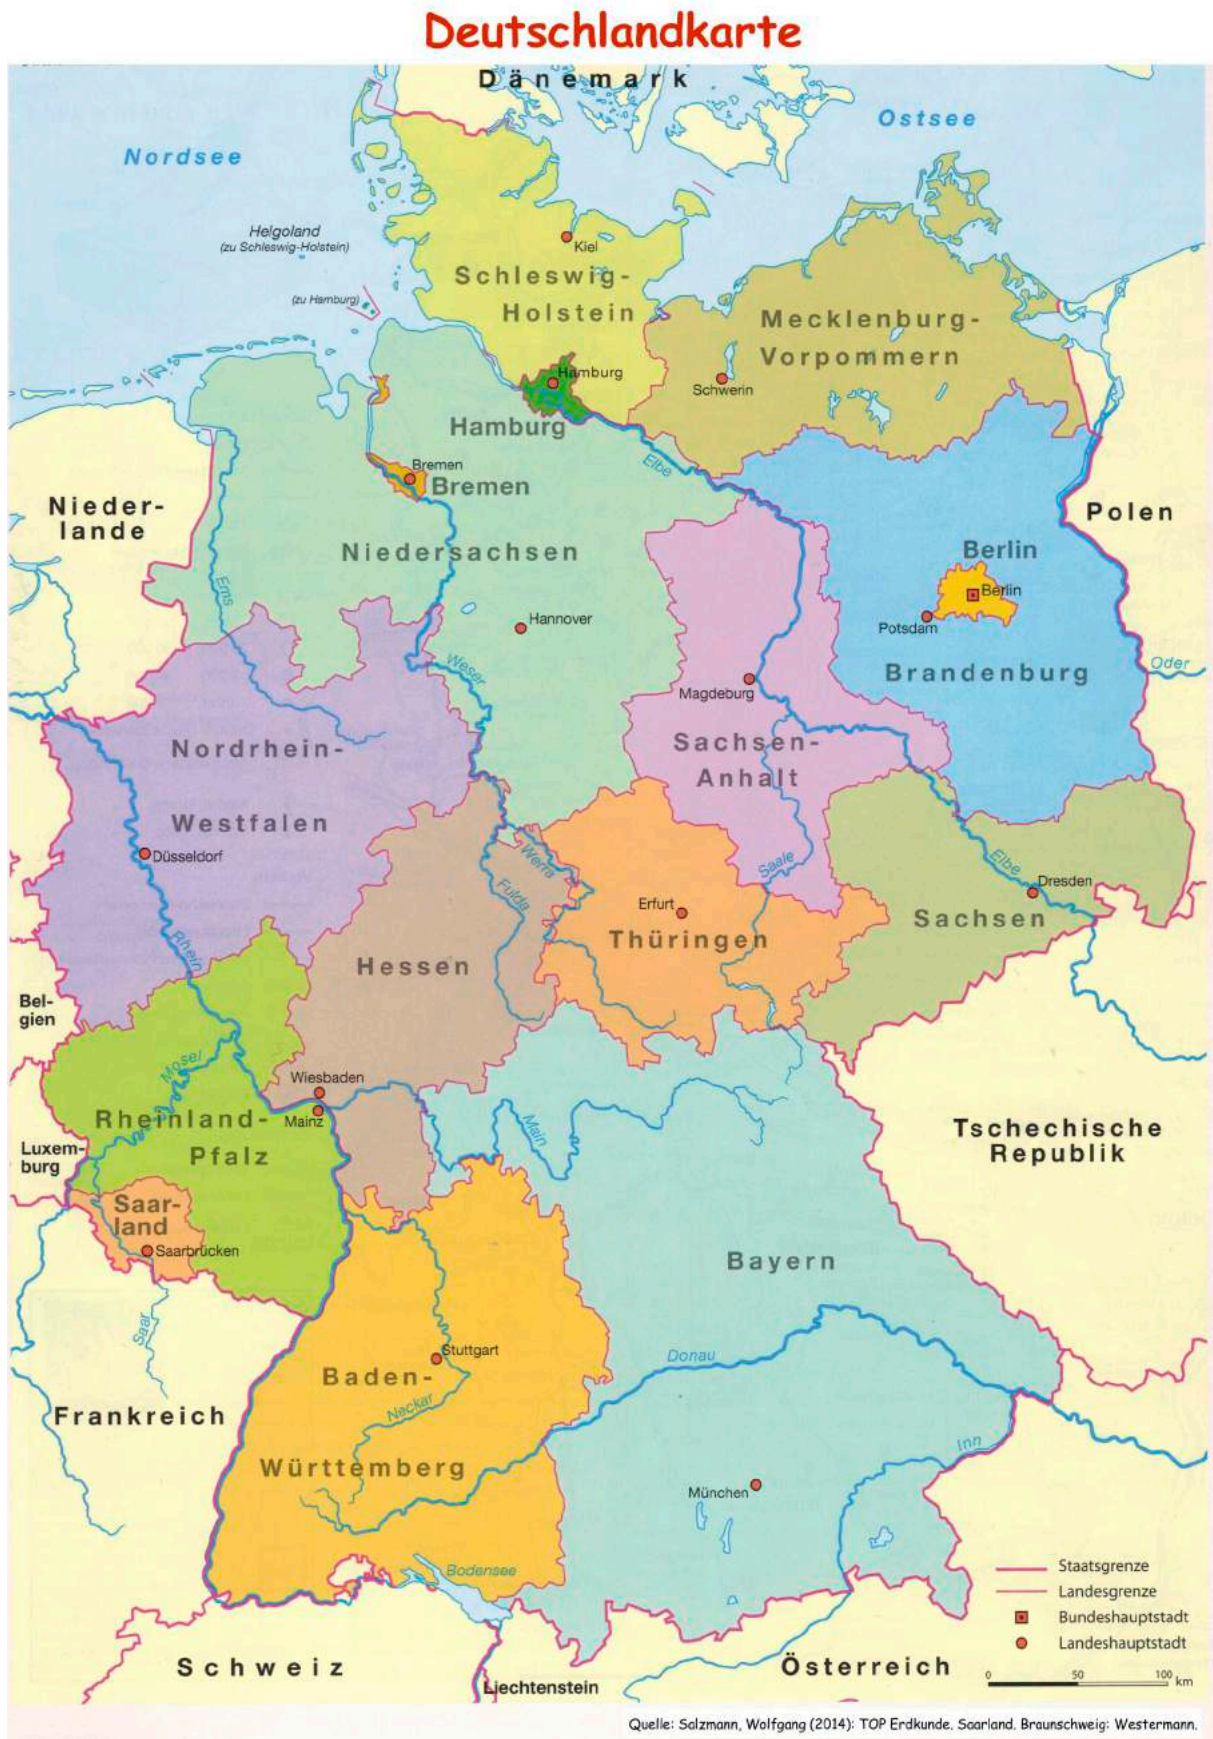 Deutschlandkarte
Dänemark
Ostsee
Nordsee
Helgoland
(zu Schleswig-Holstein)
Kiel
Schleswig-
Holstein
(zu Hamburg)
Mecklenburg-
Vorpommern
Hamburg
Schwerin
Hamburg
Elbe
Bremen
Bremen
Nieder-
lande
Polen
Niedersachsen
Berlin
Berlin
Ems
Hannover
Potsdam
Weser
Oder
Brandenburg
Magdeburg
Nordrhein-
Westfalen
Sachsen-
Anhalt
Düsseldorf
Werra
Saale
Elbe
Fulda
Dresden
Erfurt
Sachsen
Thüringen
Rhein
Hessen
Bel-
gien
Mosel
Wiesbaden
Mainz
Rheinland-
Pfalz
Main
Tschechische
Republik
Luxem-
burg
Saar-
land
Saarbrücken
Bayern
Saar
Stuttgart
Donau
Baden-
Württemberg
Neckar
Frankreich
Inn
München
Bodensee
Staatsgrenze
Landesgrenze
Bundeshauptstadt
Landeshauptstadt
Schweiz
Österreich
Liechtenstein
0 50 100 km
Quelle: Salzmann, Wolfgang (2014): TOP Erdkunde. Saarland. Braunschweig: Westermann.